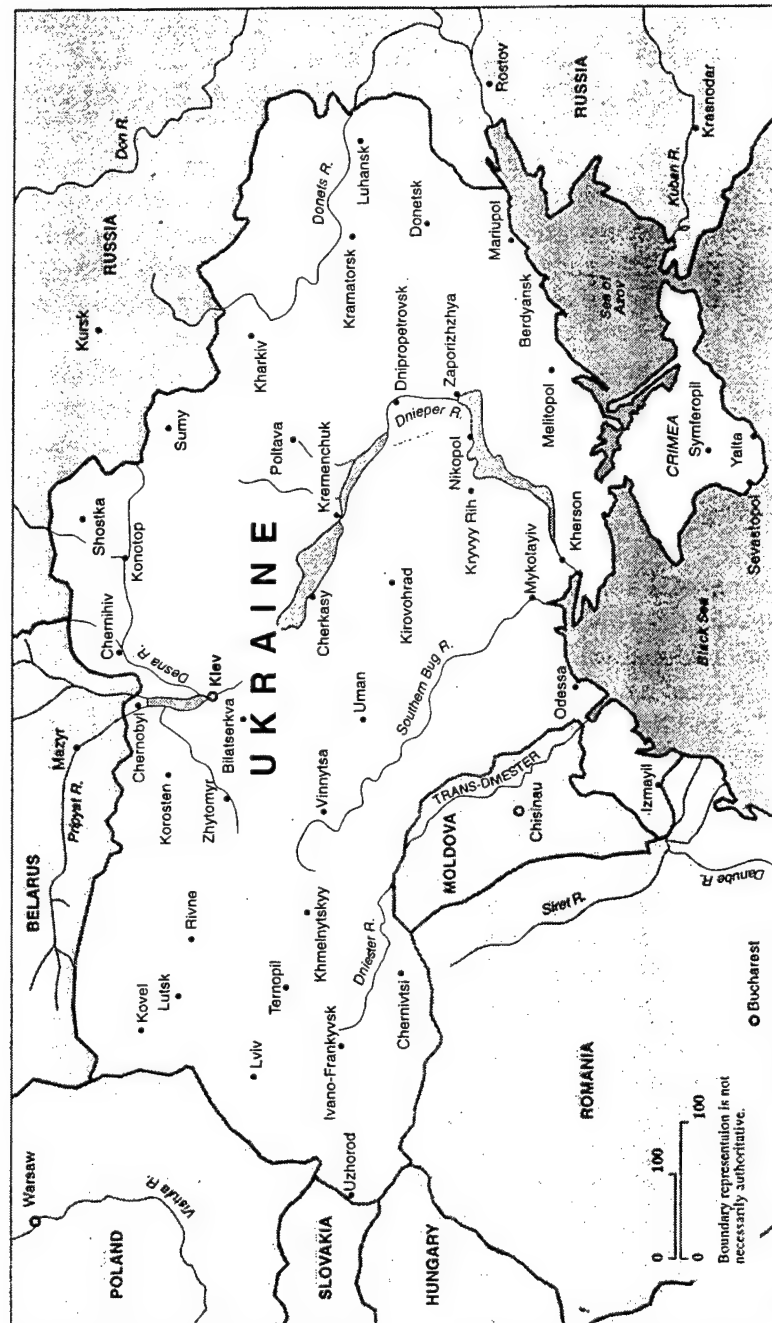 POLAND
Warsaw
Vistula R.
SLOVAKIA
HUNGARY
Uzhorod
BELARUS
Pripyat R.
Mazyr
Kovel
Lutsk
Rivne
Lviv
Ternopil
Ivano-Frankyvsk
Khmelnytskyy
Dniester R.
Chernivtsi
Korosten
Zhytomyr
Chernobyl
Chernihiv
Desna R.
Kiev
Bilatserkva
Vinnytsa
Uman
Southern Bug R.
UKRAINE
Shostka
Konotop
Sumy
Kursk
RUSSIA
Don R.
Kharkiv
Poltava
Kremenchuk
Cherkasy
Kirovohrad
Kryvyy Rih
Nikopol
Dnieper R.
Dnipropetrovsk
Zaporizhzhya
Donets R.
Kramatorsk
Luhansk
Donetsk
Mariupol
Berdyansk
Melitopol
Kherson
Mykolayiv
Odessa
TRANS-DNIESTER
MOLDOVA
Chisinau
Izmayil
Siret R.
Danube R.
ROMANIA
Bucharest
Black Sea
CRIMEA
Symferopil
Yalta
Sevastopol
Sea of
Azov
Rostov
RUSSIA
Kuban R.
Krasnodar
0 100
0 100
Boundary representation is not
necessarily authoritative.